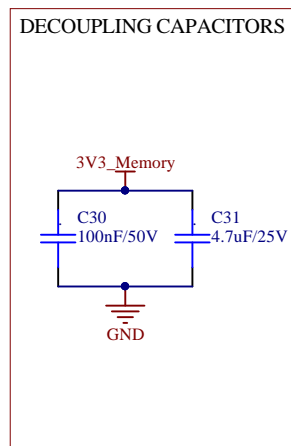 DECOUPLING CAPACITORS
3V3_Memory
C30
100nF/50V
C31
4.7uF/25V
GND